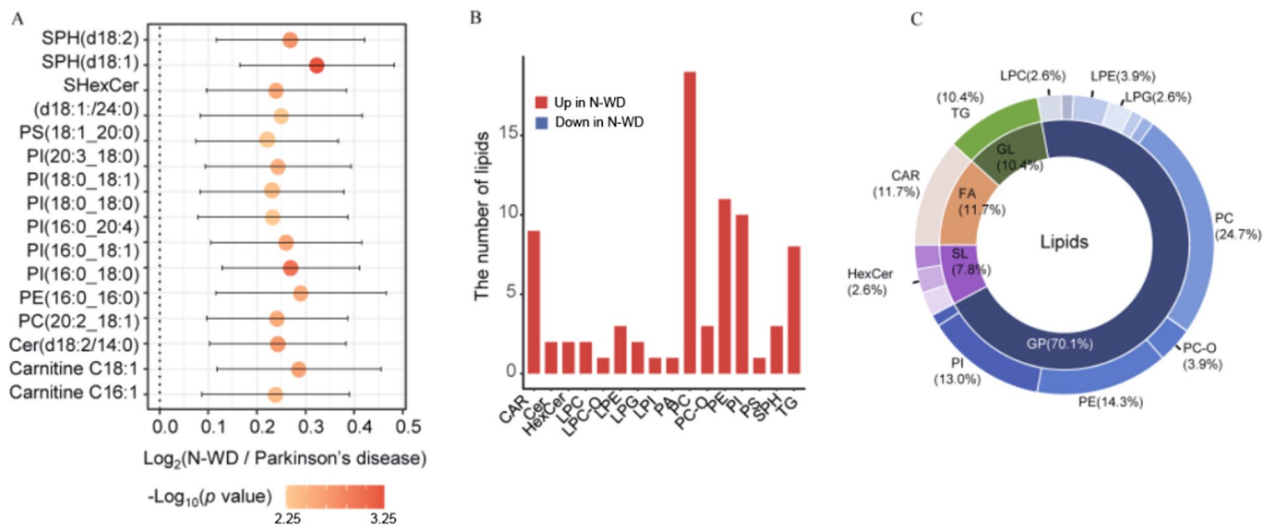 A
SPH(d18:2)
SPH(d18:1)
SHexCer
(d18:1:/24:0)
PS(18:1_20:0)
PI(20:3_18:0)
PI(18:0_18:1)
PI(18:0_18:0)
PI(16:0_20:4)
PI(16:0_18:1)
PI(16:0_18:0)
PE(16:0_16:0)
PC(20:2_18:1)
Cer(d18:2/14:0)
Carnitine C18:1
Carnitine C16:1
0.0 0.1 0.2 0.3 0.4 0.5
Log2(N-WD / Parkinson's disease)
-Log10(p value)
2.25 3.25
B
The number of lipids
15
10
5
0
Up in N-WD
Down in N-WD
CAR Cer HexCer LPC LPC-O LPE LPG LPI PA PC PC-O PE PI PS SPH TG
C
LPC(2.6%)
LPE(3.9%)
LPG(2.6%)
(10.4%)
TG
GL
(10.4%)
CAR
(11.7%)
FA
(11.7%)
Lipids
PC
(24.7%)
SL
(7.8%)
HexCer
(2.6%)
GP(70.1%)
PC-O
(3.9%)
PI
(13.0%)
PE(14.3%)